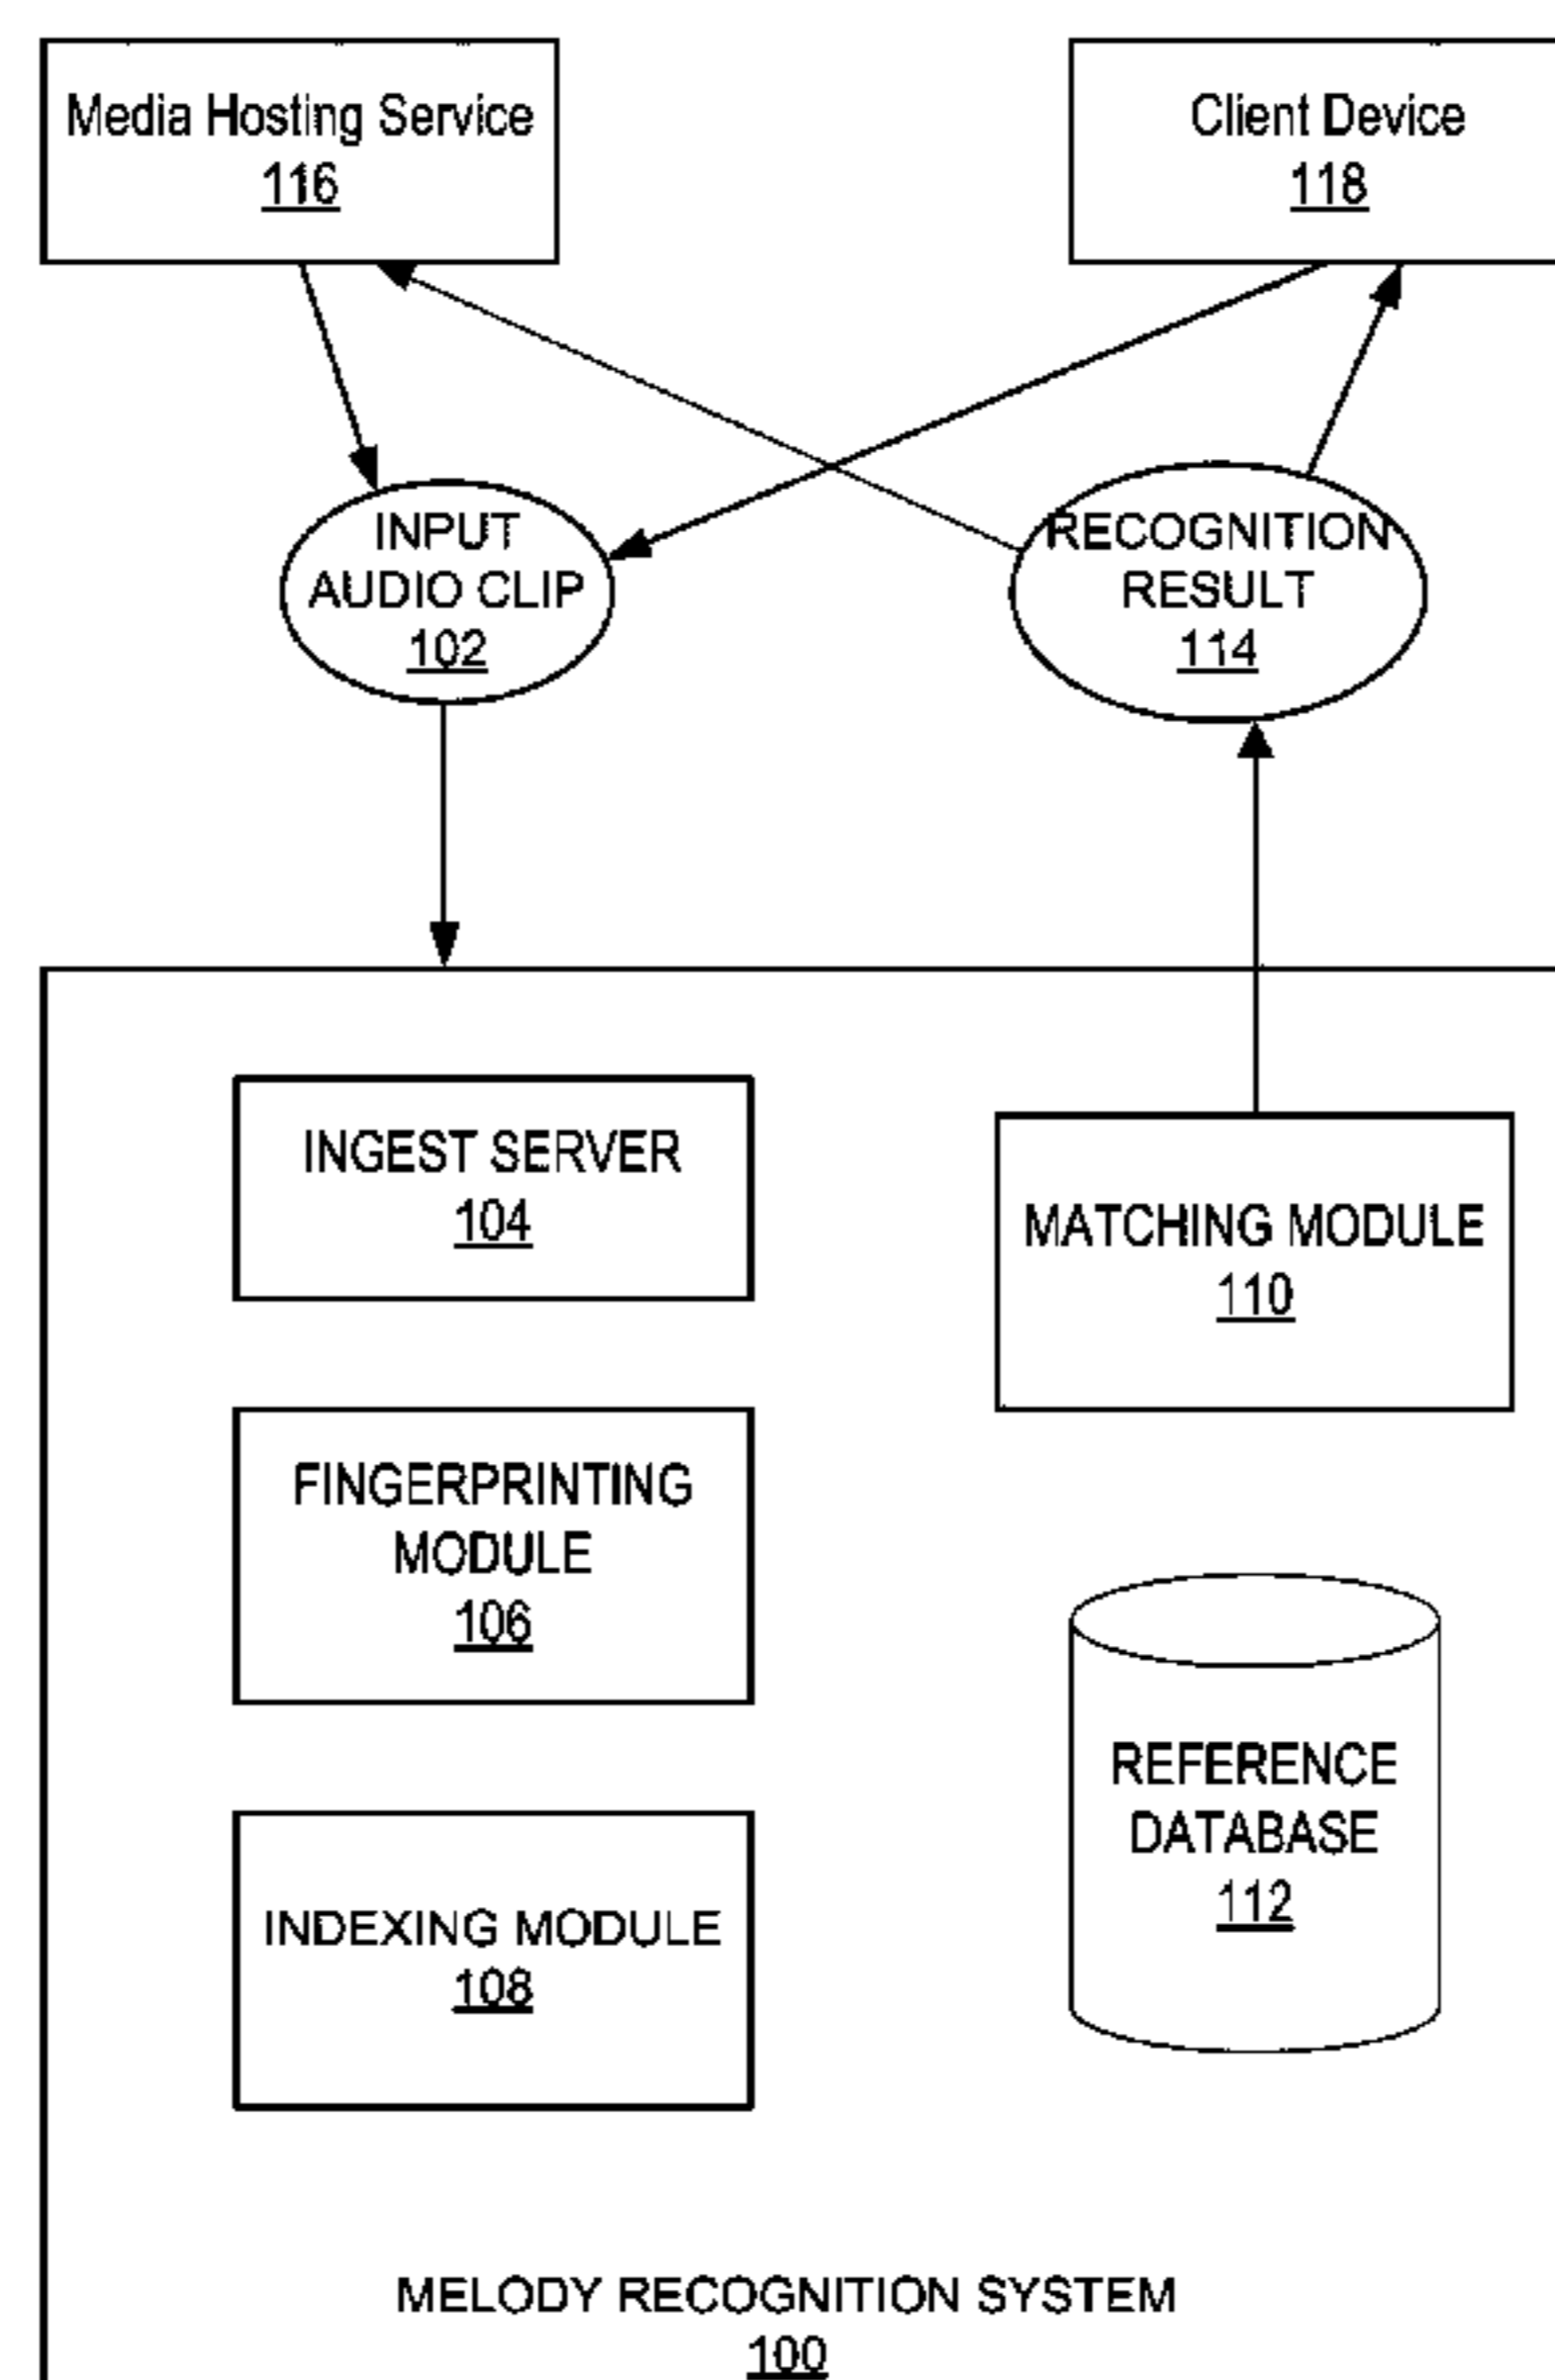 Media Hosting Service
116
Client Device
118
INPUT
AUDIO CLIP
102
RECOGNITION
RESULT
114
INGEST SERVER
104
MATCHING MODULE
110
FINGERPRINTING
MODULE
106
REFERENCE
DATABASE
112
INDEXING MODULE
108
MELODY RECOGNITION SYSTEM
100